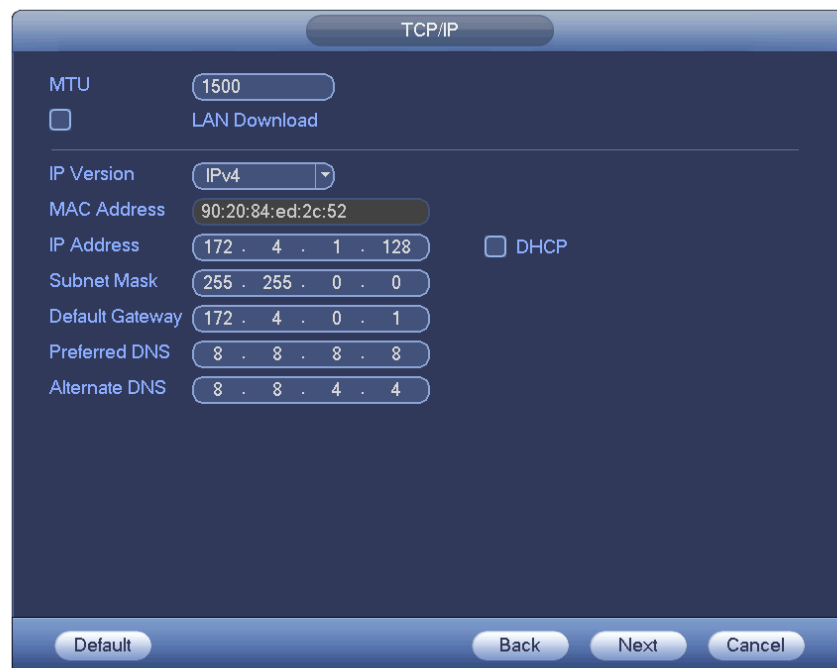 TCP/IP
MTU 1500
LAN Download
IP Version IPv4
MAC Address 90:20:84:ed:2c:52
IP Address 172 . 4 . 1 . 128 DHCP
Subnet Mask 255 . 255 . 0 . 0
Default Gateway 172 . 4 . 0 . 1
Preferred DNS 8 . 8 . 8 . 8
Alternate DNS 8 . 8 . 4 . 4
Default Back Next Cancel